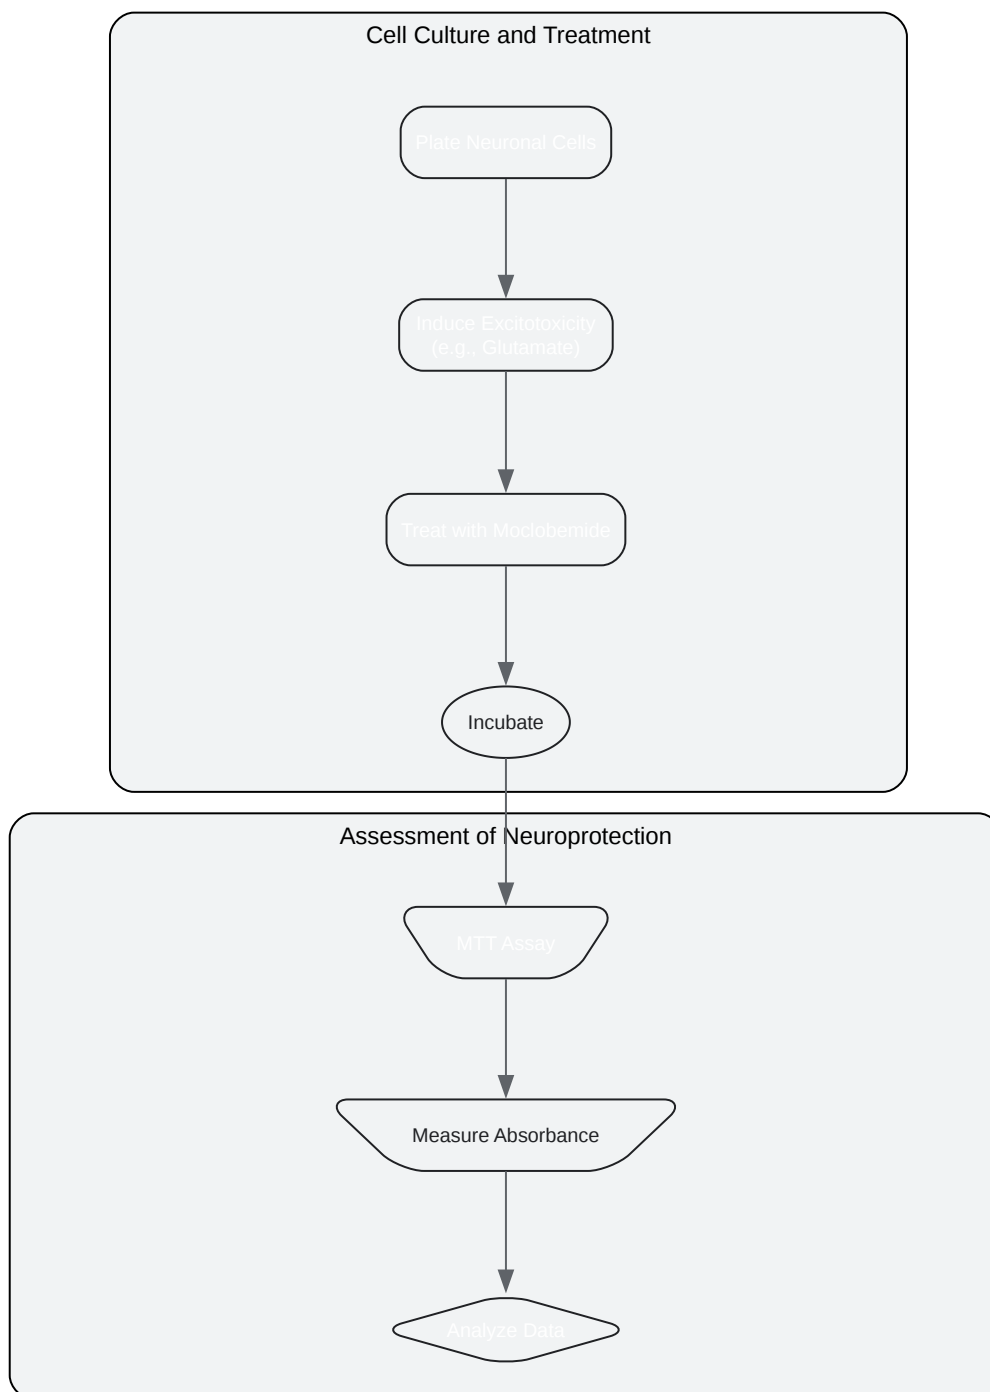 Cell Culture and Treatment
Plate Neuronal Cells
Induce Excitotoxicity
(e.g., Glutamate)
Treat with Moclobemide
Incubate
Assessment of Neuroprotection
MTT Assay
Measure Absorbance
Analyze Data